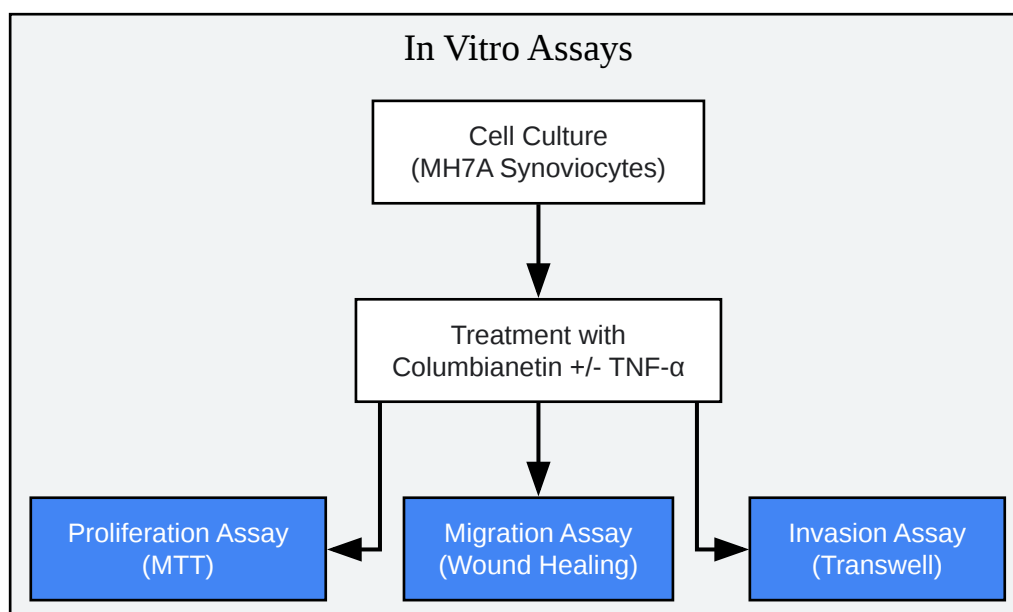 In Vitro Assays
Cell Culture
(MH7A Synoviocytes)
Treatment with
Columbianetin +/- TNF-α
Proliferation Assay
(MTT)
Migration Assay
(Wound Healing)
Invasion Assay
(Transwell)